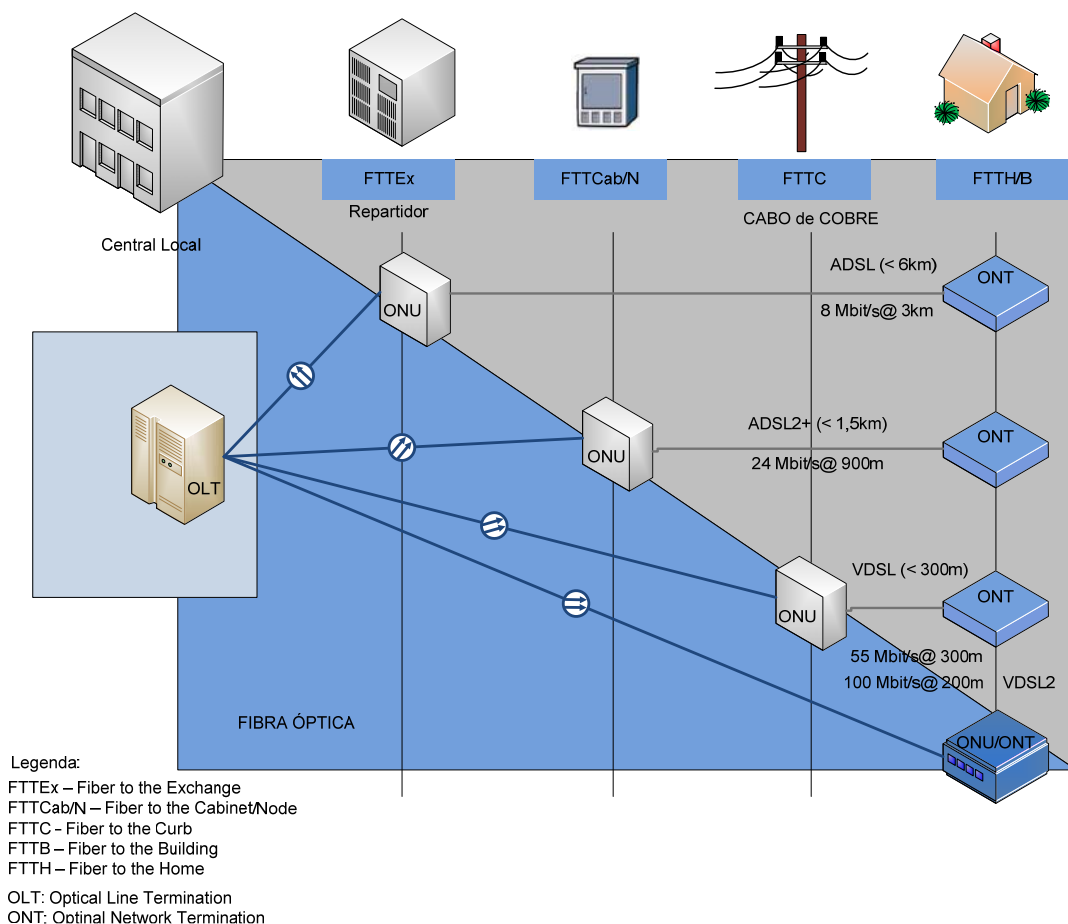 FTTEx
FTTCab/N
FTTC
FTTH/B
Repartidor
CABO de COBRE
Central Local
ADSL (< 6km)
ONT
ONU
8 Mbit/s@ 3km
ADSL2+ (< 1,5km)
ONT
ONU
24 Mbit/s@ 900m
OLT
VDSL (< 300m)
ONT
ONU
55 Mbit/s@ 300m
100 Mbit/s@ 200m
VDSL2
FIBRA ÓPTICA
ONU/ONT
Legenda:
FTTEx – Fiber to the Exchange
FTTCab/N – Fiber to the Cabinet/Node
FTTC - Fiber to the Curb
FTTB – Fiber to the Building
FTTH – Fiber to the Home
OLT: Optical Line Termination
ONT: Optinal Network Termination